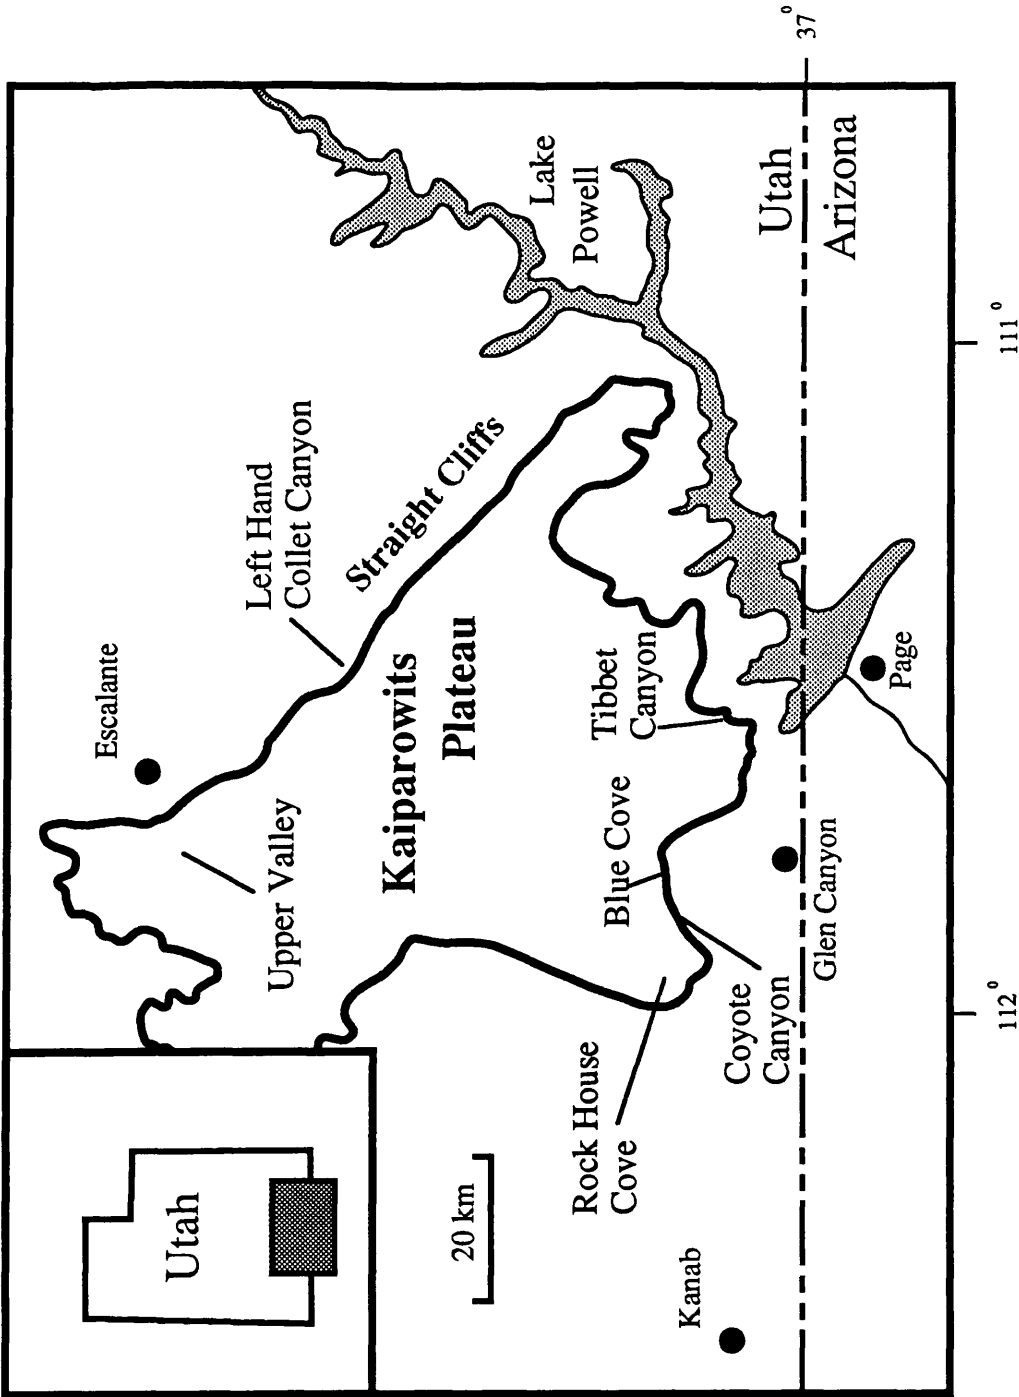 Utah
20 km
Kanab
Rock House
Cove
Coyote
Canyon
Glen Canyon
Blue Cove
Tibbet
Canyon
Page
Upper Valley
Escalante
Kaiparowits
Plateau
Left Hand
Collet Canyon
Straight Cliffs
Lake
Powell
Utah
Arizona
37°
112°
111°